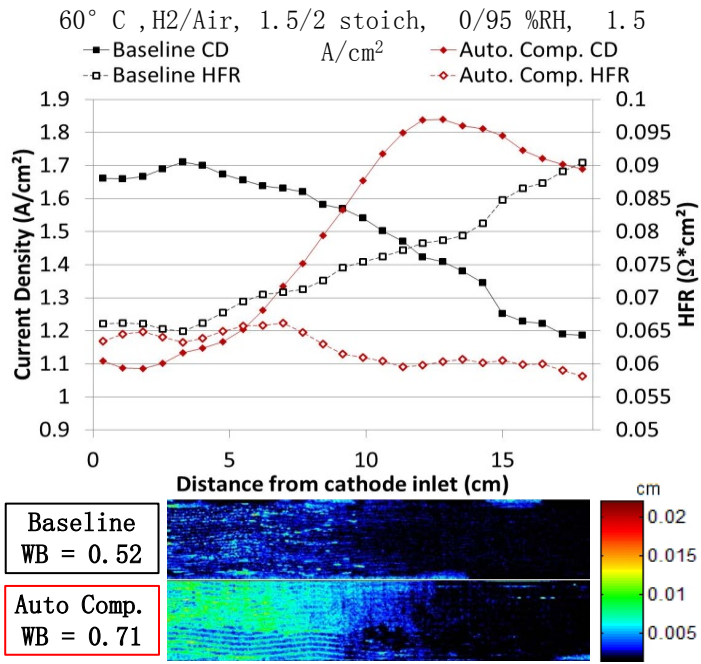 60° C ,H2/Air, 1.5/2 stoich, 0/95 %RH, 1.5
A/cm²
Baseline CD
Auto. Comp. CD
Baseline HFR
Auto. Comp. HFR
1.9
1.8
1.7
1.6
1.5
1.4
1.3
1.2
1.1
1
0.9
Current Density (A/cm²)
0.1
0.095
0.09
0.085
0.08
0.075
0.07
0.065
0.06
0.055
0.05
HFR (Ω*cm²)
0 5 10 15
Distance from cathode inlet (cm)
Baseline
WB = 0.52
Auto Comp.
WB = 0.71
cm
0.02
0.015
0.01
0.005